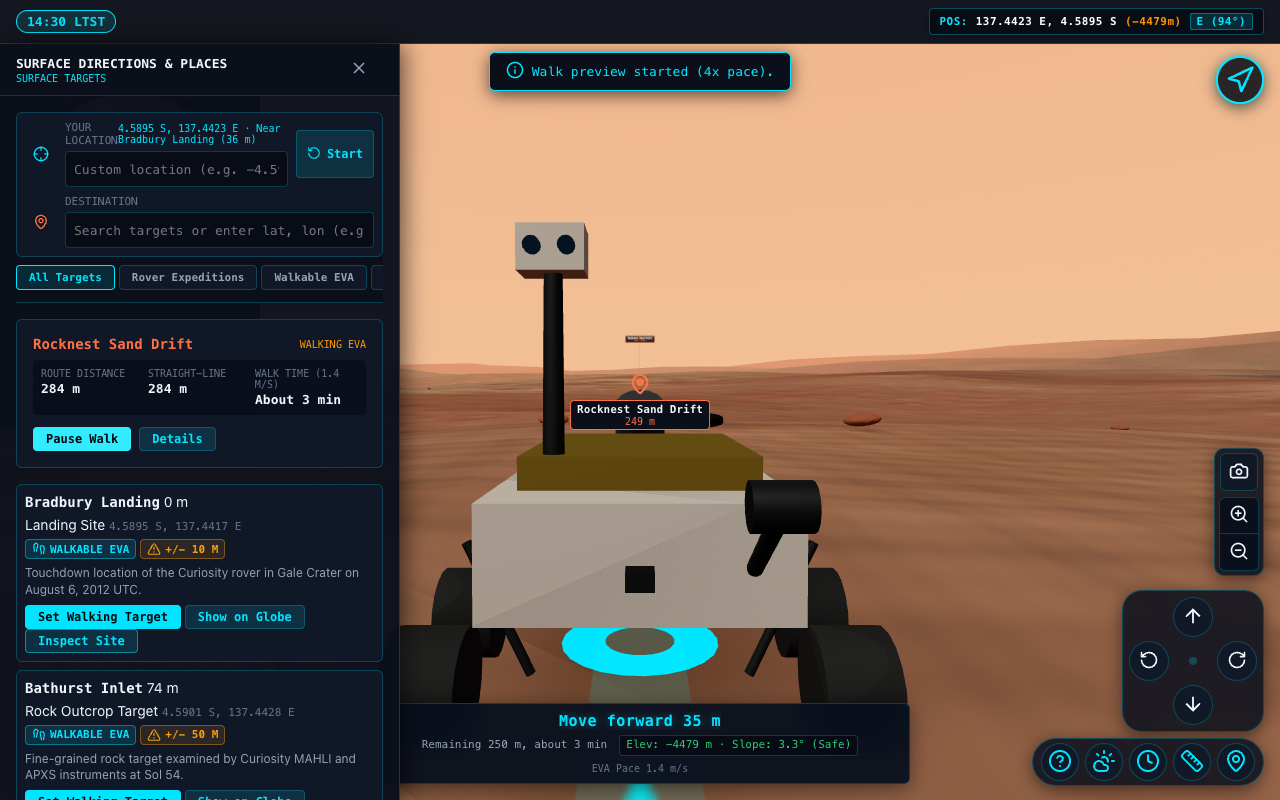 14:30 LTST
POS: 137.4423 E, 4.5895 S (−4479m) E (94°)
SURFACE DIRECTIONS & PLACES
SURFACE TARGETS
Walk preview started (4x pace).
YOUR LOCATION
4.5895 S, 137.4423 E · Near Bradbury Landing (36 m)
Custom location (e.g. −4.5
Start
DESTINATION
Search targets or enter lat, lon (e.g
All Targets
Rover Expeditions
Walkable EVA
Rocknest Sand Drift
WALKING EVA
ROUTE DISTANCE
284 m
STRAIGHT–LINE
284 m
WALK TIME (1.4 M/S)
About 3 min
Pause Walk
Details
Bradbury Landing 0 m
Landing Site 4.5895 S, 137.4417 E
WALKABLE EVA
+/− 10 M
Touchdown location of the Curiosity rover in Gale Crater on
August 6, 2012 UTC.
Set Walking Target
Show on Globe
Inspect Site
Bathurst Inlet 74 m
Rock Outcrop Target 4.5901 S, 137.4428 E
WALKABLE EVA
+/− 50 M
Fine-grained rock target examined by Curiosity MAHLI and
APXS instruments at Sol 54.
Set Walking Target
Show on Globe
Rocknest Sand Drift
249 m
Move forward 35 m
Remaining 250 m, about 3 min
Elev: −4479 m · Slope: 3.3° (Safe)
EVA Pace 1.4 m/s